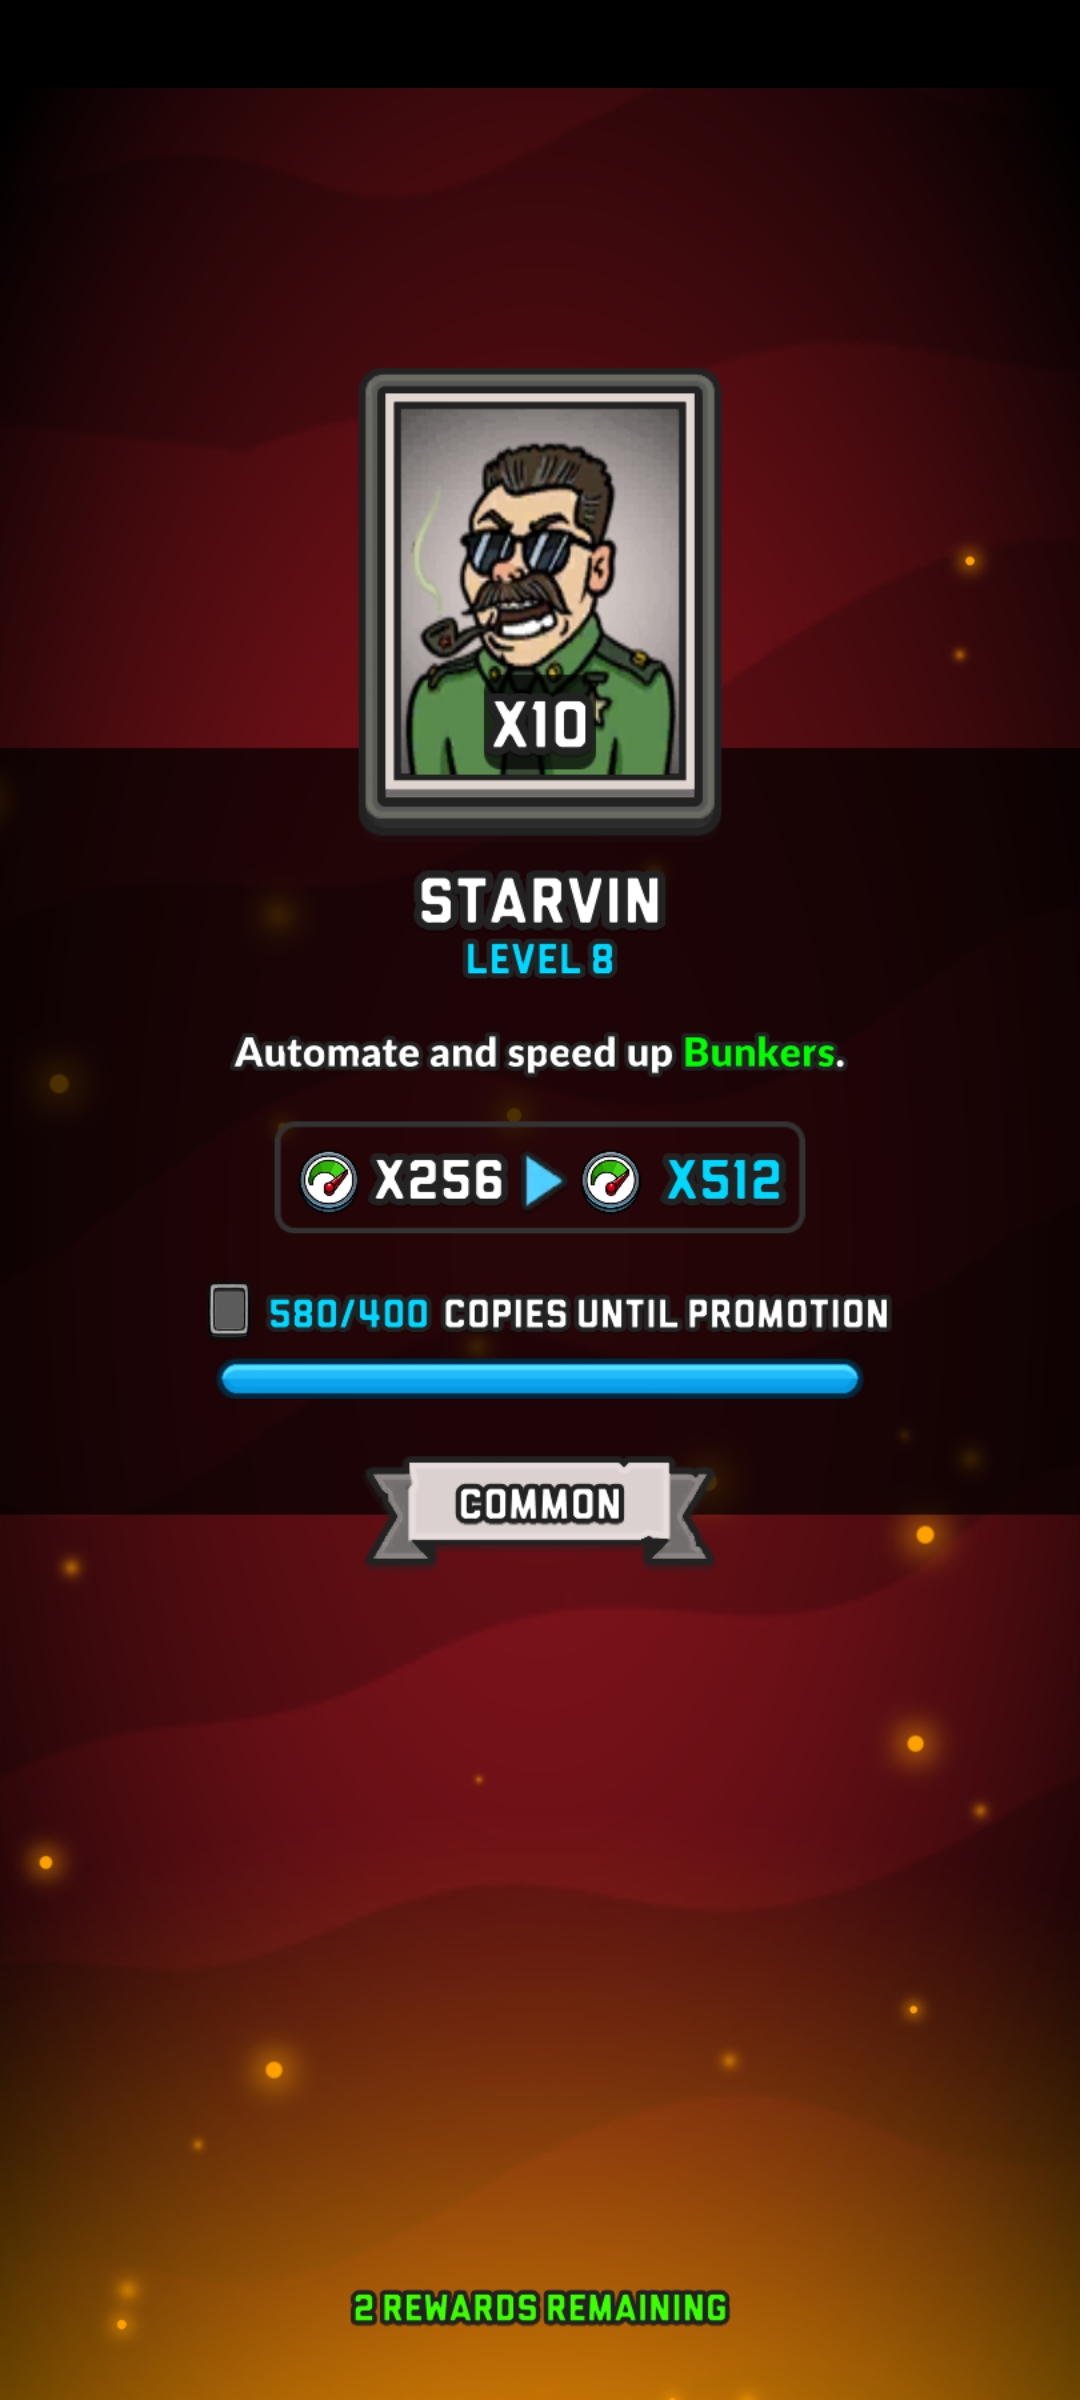 X10
STARVIN
LEVEL 8
Automate and speed up Bunkers.
X256 X512
580/400 COPIES UNTIL PROMOTION
COMMON
2 REWARDS REMAINING